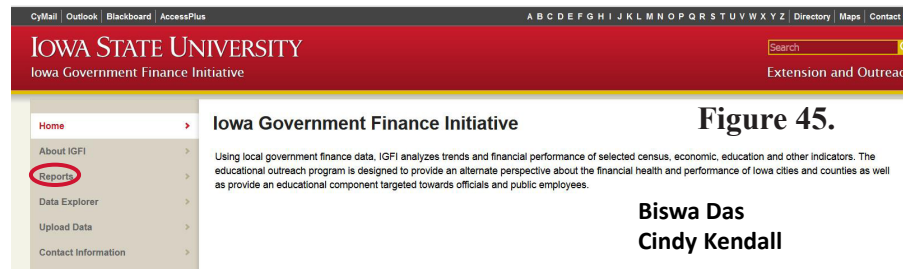 CyMail Outlook Blackboard AccessPlus A B C D E F G H I J K L M N O P Q R S T U V W X Y Z Directory Maps Contact
IOWA STATE UNIVERSITY
Search
Iowa Government Finance Initiative Extension and Outreac
Home
Iowa Government Finance Initiative
Figure 45.
About IGFI
Reports
Data Explorer
Upload Data
Contact Information
Using local government finance data, IGFI analyzes trends and financial performance of selected census, economic, education and other indicators. The
educational outreach program is designed to provide an alternate perspective about the financial health and performance of Iowa cities and counties as well
as provide an educational component targeted towards officials and public employees.
Biswa Das
Cindy Kendall